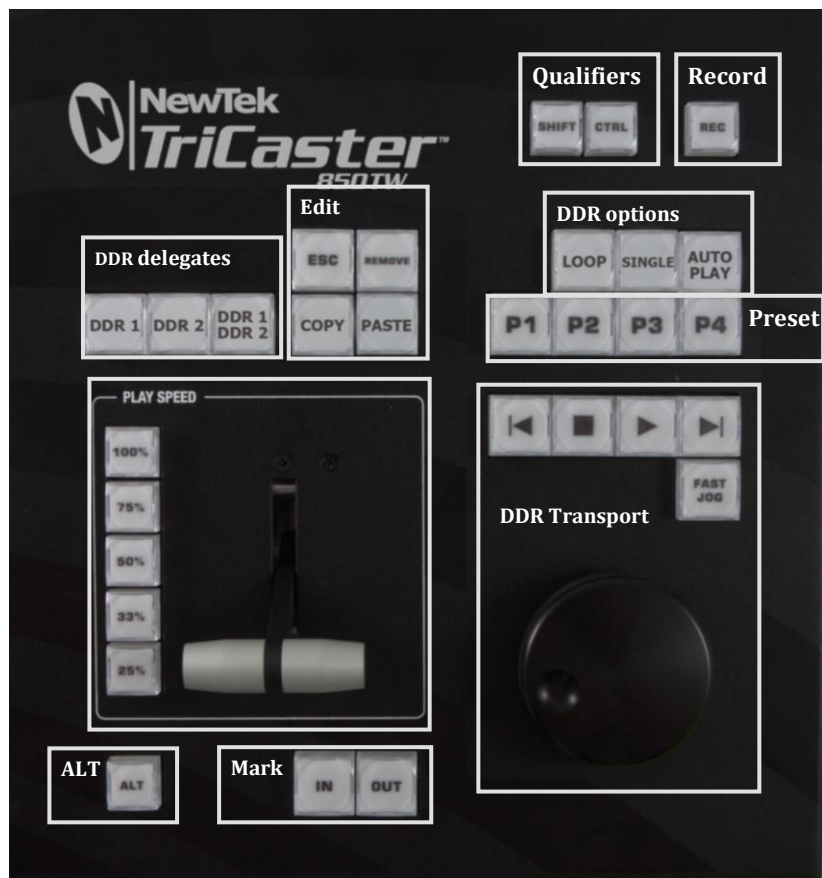 Qualifiers
Record
SHIFT CTRL
REC
NewTek
TriCaster™
850TW
Edit
ESC REMOVE
COPY PASTE
DDR options
LOOP SINGLE AUTO PLAY
DDR delegates
DDR 1 DDR 2 DDR 1 DDR 2
P1 P2 P3 P4 Preset
PLAY SPEED
100%
75%
50%
33%
25%
FAST
JOG
DDR Transport
ALT
ALT
Mark
IN OUT